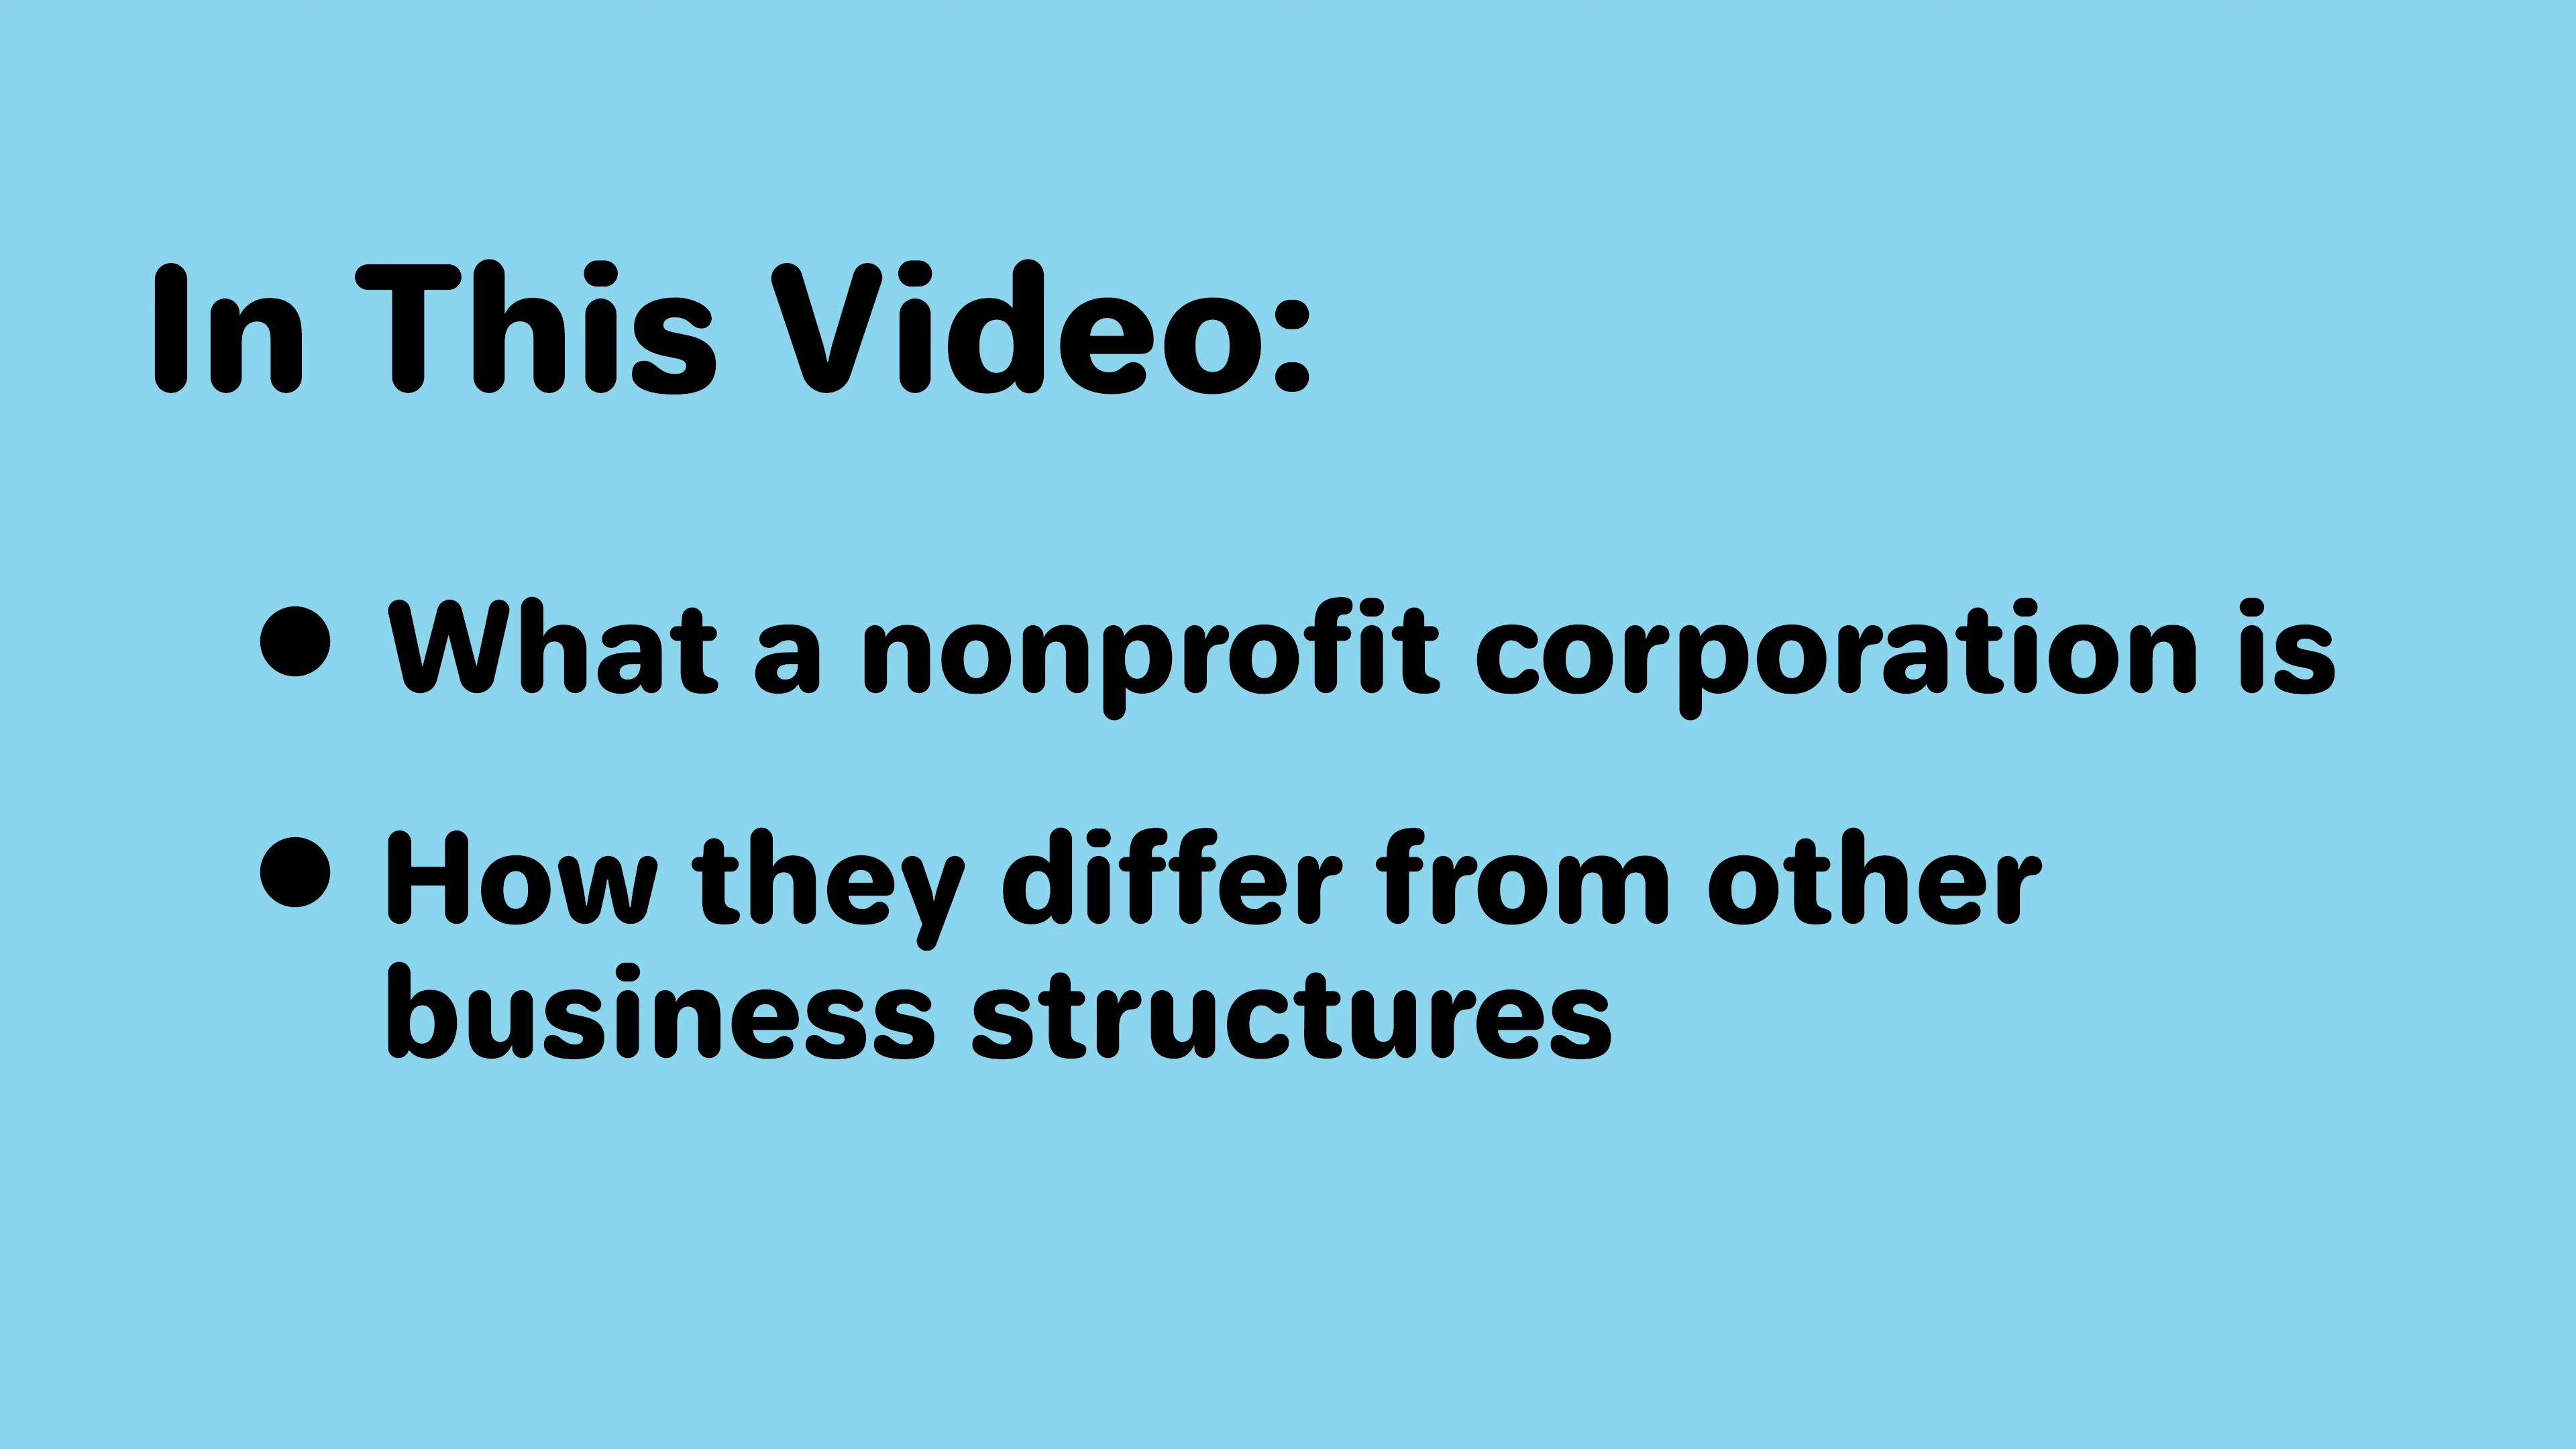 In This Video:
● What a nonprofit corporation is
● How they differ from other
business structures